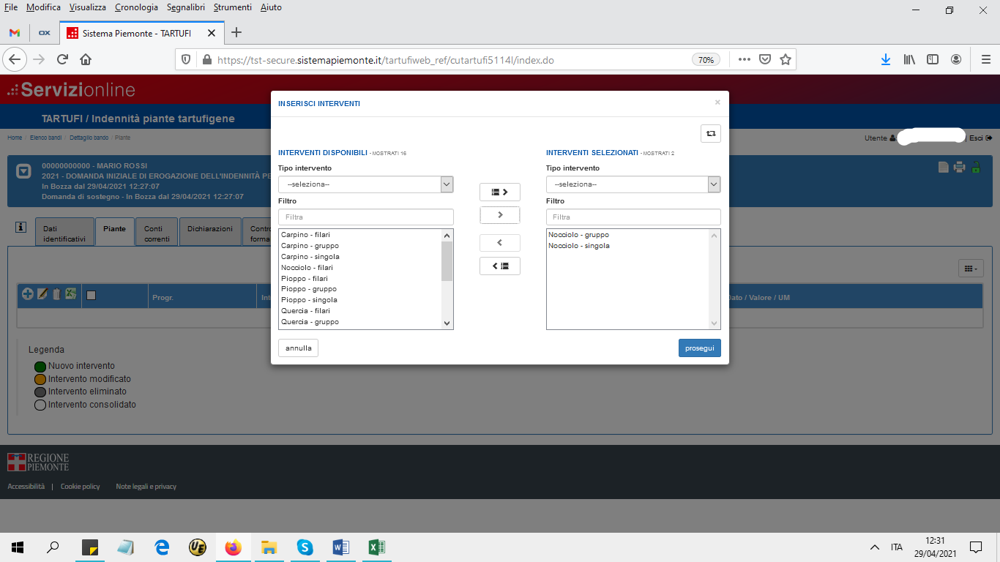 File Modifica Visualizza Cronologia Segnalibri Strumenti Aiuto
OX
Sistema Piemonte - TARTUFI
https://tst-secure.sistemapiemonte.it/tartufiweb_ref/cutartufi5114l/index.do 70%
Servizionline
TARTUFI / Indennità piante tartufigene
Home / Elenco bandi / Dettaglio bando / Piante
Utente | Esci
00000000000 - MARIO ROSSI
2021 - DOMANDA INIZIALE DI EROGAZIONE DELL'INDENNITÀ PE
In Bozza dal 29/04/2021 12:27:07
Domanda di sostegno - In Bozza dal 29/04/2021 12:27:07
Dati identificativi
Piante
Conti correnti
Dichiarazioni
Contro forma
Progr.
Int
Dato / Valore / UM
INSERISCI INTERVENTI ×
INTERVENTI DISPONIBILI - MOSTRATI 16
Tipo intervento
--seleziona--
Filtro
Filtra
Carpino - filari
Carpino - gruppo
Carpino - singola
Nocciolo - filari
Pioppo - filari
Pioppo - gruppo
Pioppo - singola
Quercia - filari
Quercia - gruppo
INTERVENTI SELEZIONATI - MOSTRATI 2
Tipo intervento
--seleziona--
Filtro
Filtra
Nocciolo - gruppo
Nocciolo - singola
annulla
prosegui
Legenda
Nuovo intervento
Intervento modificato
Intervento eliminato
Intervento consolidato
REGIONE
PIEMONTE
Accessibilità | Cookie policy Note legali e privacy
UE
ITA
12:31
29/04/2021